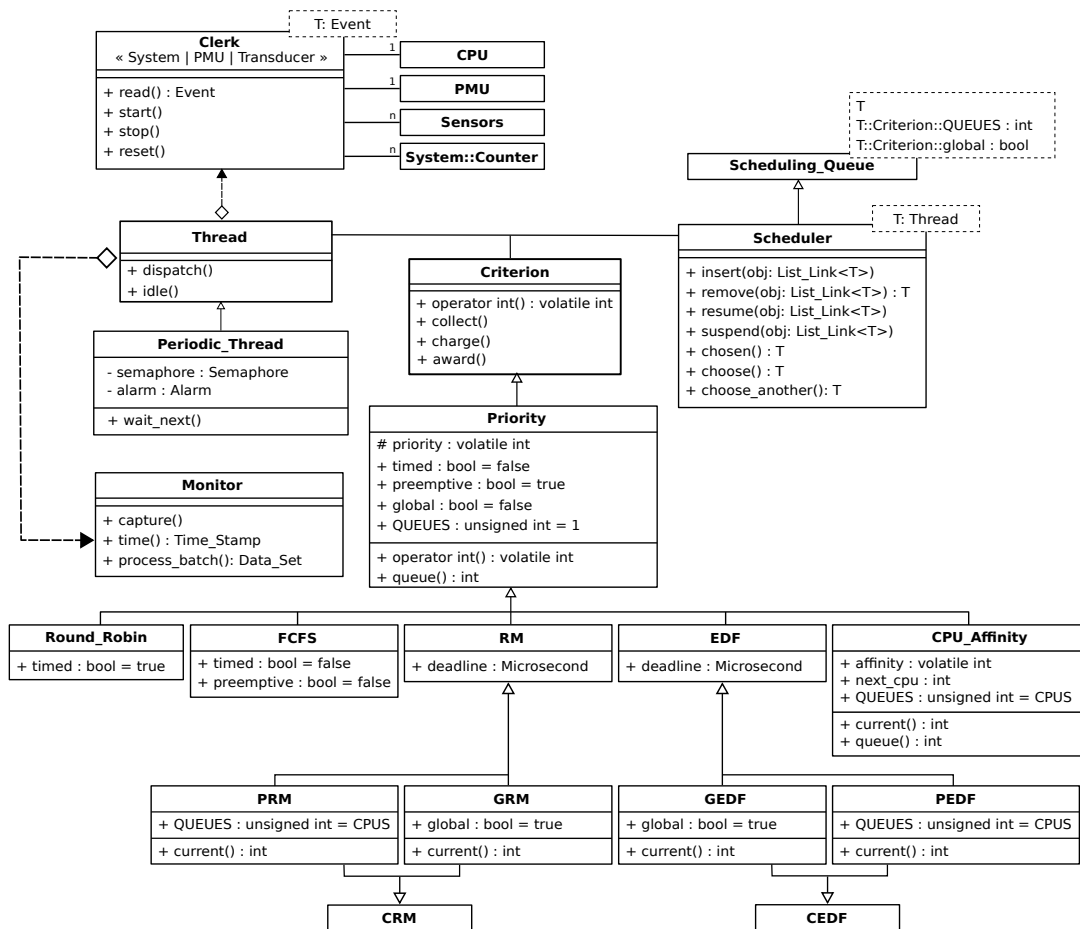 T: Event
Clerk
« System | PMU | Transducer »
+ read() : Event
+ start()
+ stop()
+ reset()
1
CPU
1
PMU
n
Sensors
n
System::Counter
T
T::Criterion::QUEUES : int
T::Criterion::global : bool
Scheduling_Queue
T: Thread
Thread
+ dispatch()
+ idle()
Criterion
+ operator int() : volatile int
+ collect()
+ charge()
+ award()
Scheduler
+ insert(obj: List_Link<T>)
+ remove(obj: List_Link<T>) : T
+ resume(obj: List_Link<T>)
+ suspend(obj: List_Link<T>)
+ chosen() : T
+ choose() : T
+ choose_another(): T
Periodic_Thread
- semaphore : Semaphore
- alarm : Alarm
+ wait_next()
Priority
# priority : volatile int
+ timed : bool = false
+ preemptive : bool = true
+ global : bool = false
+ QUEUES : unsigned int = 1
+ operator int() : volatile int
+ queue() : int
Monitor
+ capture()
+ time() : Time_Stamp
+ process_batch(): Data_Set
Round_Robin
+ timed : bool = true
FCFS
+ timed : bool = false
+ preemptive : bool = false
RM
+ deadline : Microsecond
EDF
+ deadline : Microsecond
CPU_Affinity
+ affinity : volatile int
+ next_cpu : int
+ QUEUES : unsigned int = CPUS
+ current() : int
+ queue() : int
PRM
+ QUEUES : unsigned int = CPUS
+ current() : int
GRM
+ global : bool = true
+ current() : int
GEDF
+ global : bool = true
+ current() : int
PEDF
+ QUEUES : unsigned int = CPUS
+ current() : int
CRM
CEDF